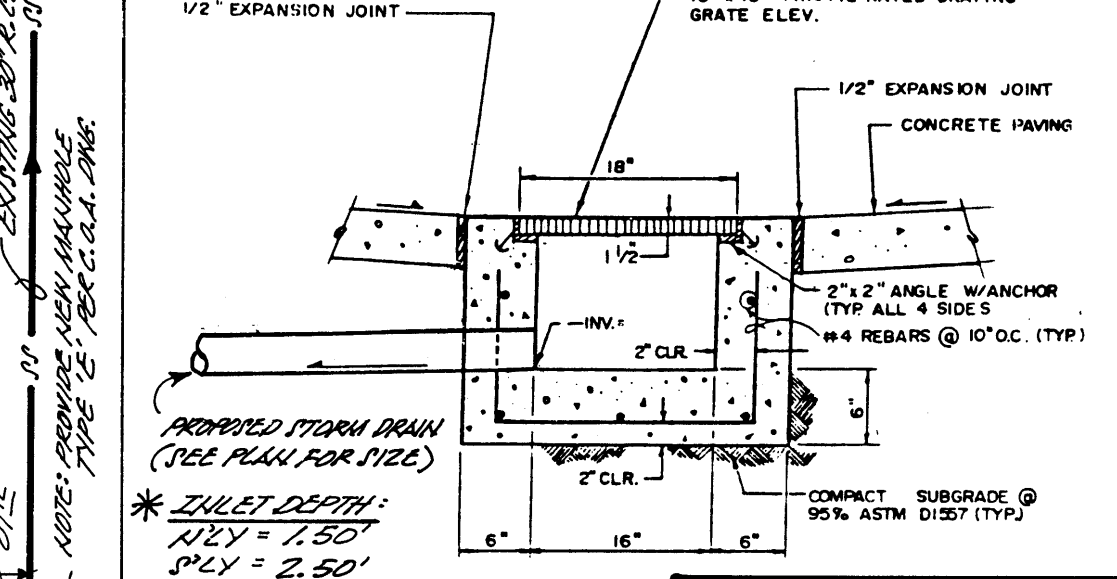 1/2" EXPANSION JOINT
GRATE ELEV.
1/2" EXPANSION JOINT
CONCRETE PAVING
18"
1 1/2"
2"x 2" ANGLE W/ANCHOR
(TYP. ALL 4 SIDES
#4 REBARS @ 10" O.C. (TYP.)
INV.=
2" CLR.
6"
2" CLR.
COMPACT SUBGRADE @
95% ASTM D1557 (TYP.)
6"
16"
6"
PROPOSED STORM DRAIN
(SEE PLAN FOR SIZE)
* INLET DEPTH:
N'LY = 1.50'
S'LY = 2.50'
EXISTING 30" R.C.
SS
SS
NOTE: PROVIDE NEW MANHOLE
TYPE 'E' PER C.O.A. DWG.